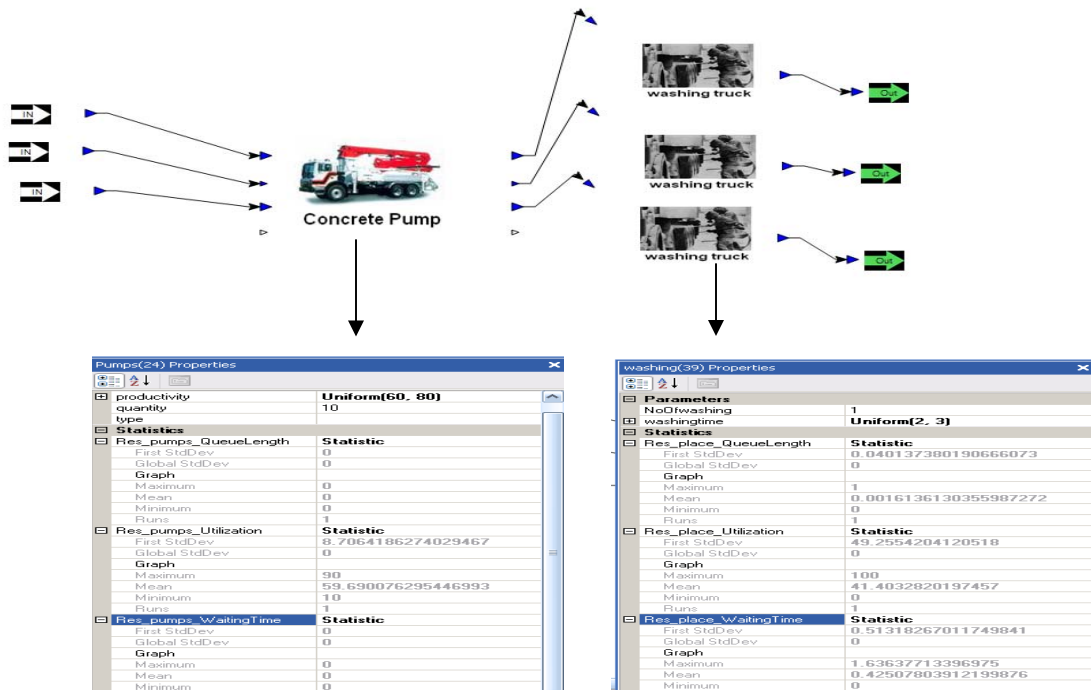 IN
IN
IN
Concrete Pump
washing truck
washing truck
washing truck
Out
Out
Out
Pumps(24) Properties
productivity Uniform(60, 80)
quantity 10
type
Statistics
Res_pumps_QueueLength Statistic
First StdDev 0
Global StdDev 0
Graph
Maximum 0
Mean 0
Minimum 0
Runs 1
Res_pumps_Utilization Statistic
First StdDev 8.7064186274029467
Global StdDev 0
Graph
Maximum 90
Mean 59.690076295446993
Minimum 10
Runs 1
Res_pumps_WaitingTime Statistic
First StdDev 0
Global StdDev 0
Graph
Maximum 0
Mean 0
Minimum 0
washing(39) Properties
Parameters
NoOfwashing 1
washingtime Uniform(2, 3)
Statistics
Res_place_QueueLength Statistic
First StdDev 0.040137380190666073
Global StdDev 0
Graph
Maximum 1
Mean 0.0016136130355987272
Minimum 0
Runs 1
Res_place_Utilization Statistic
First StdDev 49.2554204120518
Global StdDev 0
Graph
Maximum 100
Mean 41.4032820197457
Minimum 0
Runs 1
Res_place_WaitingTime Statistic
First StdDev 0.51318267011749841
Global StdDev 0
Graph
Maximum 1.63637713396975
Mean 0.42507803912199876
Minimum 0